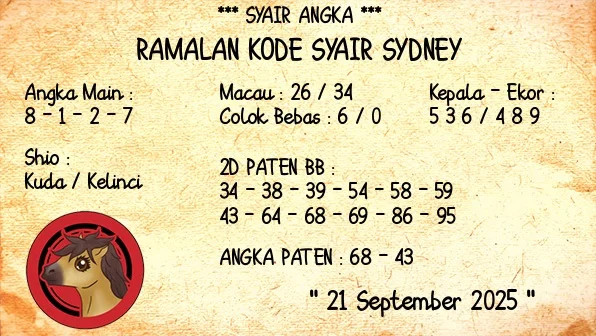 *** SYAIR ANGKA ***
RAMALAN KODE SYAIR SYDNEY
Angka Main :
8 - 1 - 2 - 7
Shio :
Kuda / Kelinci
Macau : 26 / 34
Colok Bebas : 6 / 0
Kepala - Ekor :
5 3 6 / 4 8 9
2D PATEN BB :
34 - 38 - 39 - 54 - 58 - 59
43 - 64 - 68 - 69 - 86 - 95
ANGKA PATEN : 68 - 43
" 21 September 2025 "